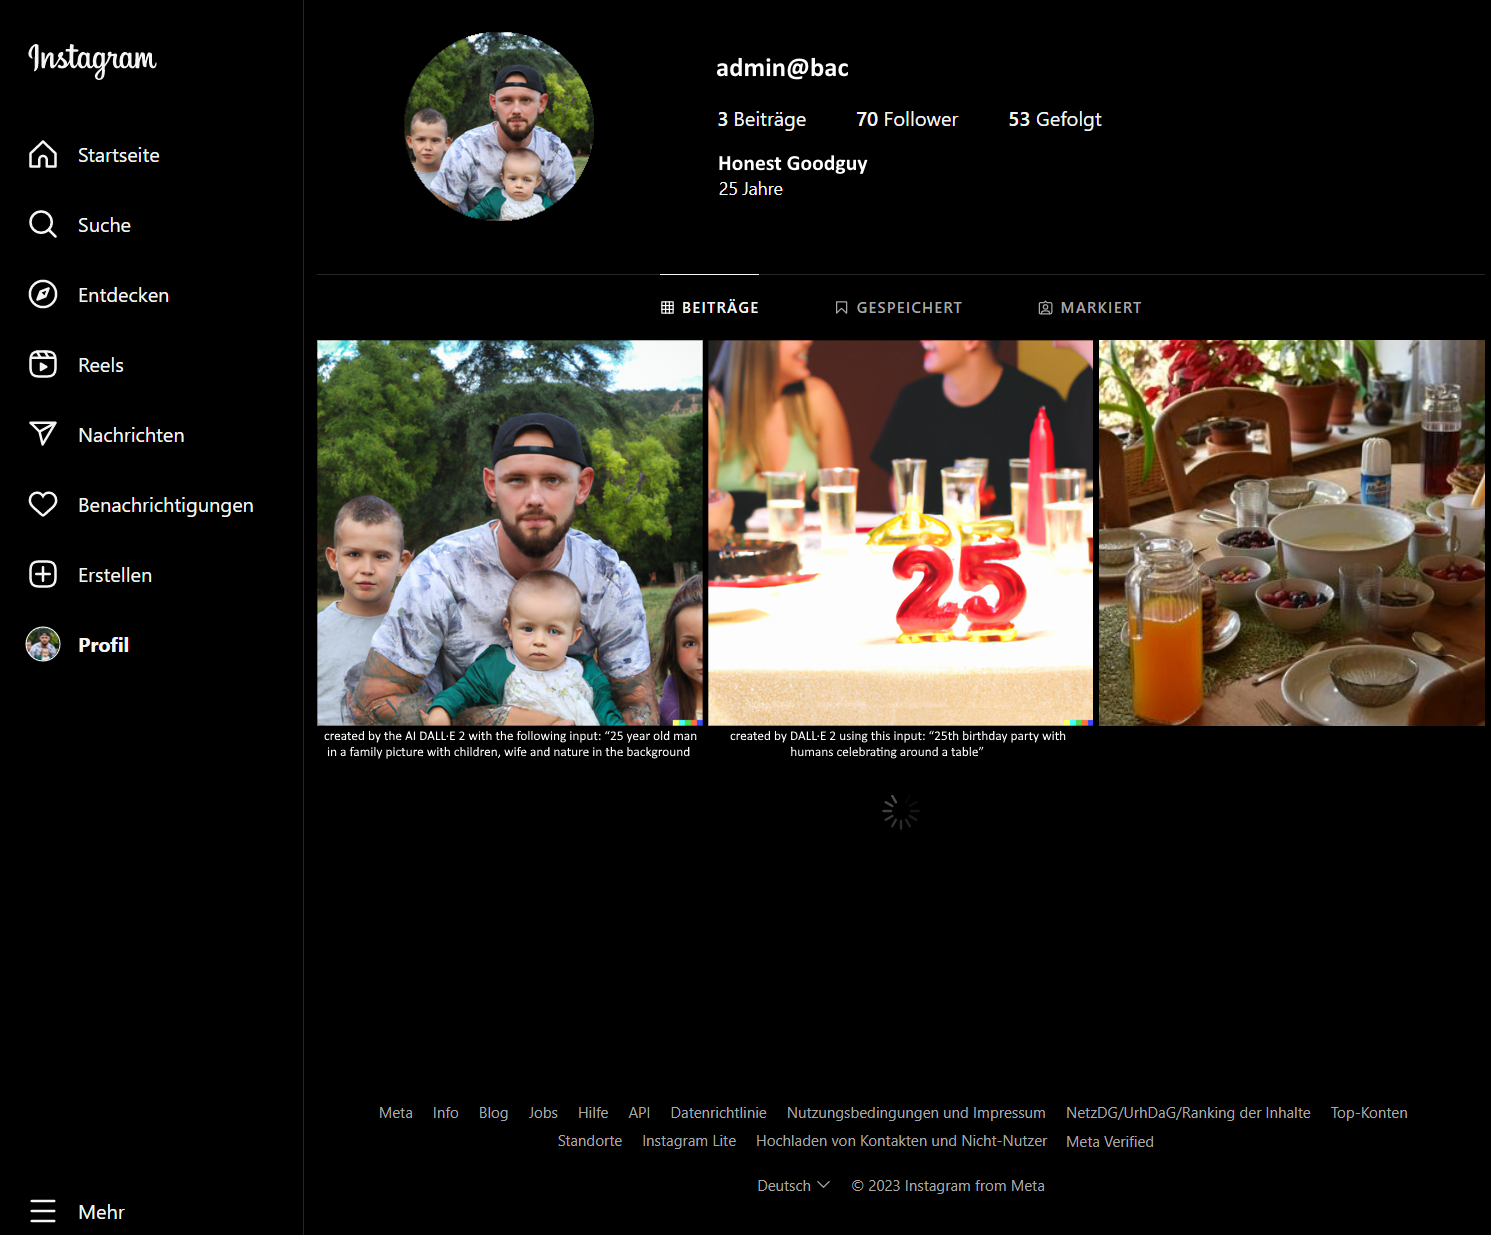 Instagram
Startseite
Suche
Entdecken
Reels
Nachrichten
Benachrichtigungen
Erstellen
Profil
Mehr
admin@bac
3 Beiträge 70 Follower 53 Gefolgt
Honest Goodguy
25 Jahre
BEITRÄGE GESPEICHERT MARKIERT
25
created by the AI DALL·E 2 with the following input: “25 year old man
in a family picture with children, wife and nature in the background
created by DALL·E 2 using this input: “25th birthday party with
humans celebrating around a table”
Meta Info Blog Jobs Hilfe API Datenrichtlinie Nutzungsbedingungen und Impressum NetzDG/UrhDaG/Ranking der Inhalte Top-Konten
Standorte Instagram Lite Hochladen von Kontakten und Nicht-Nutzer Meta Verified
Deutsch © 2023 Instagram from Meta